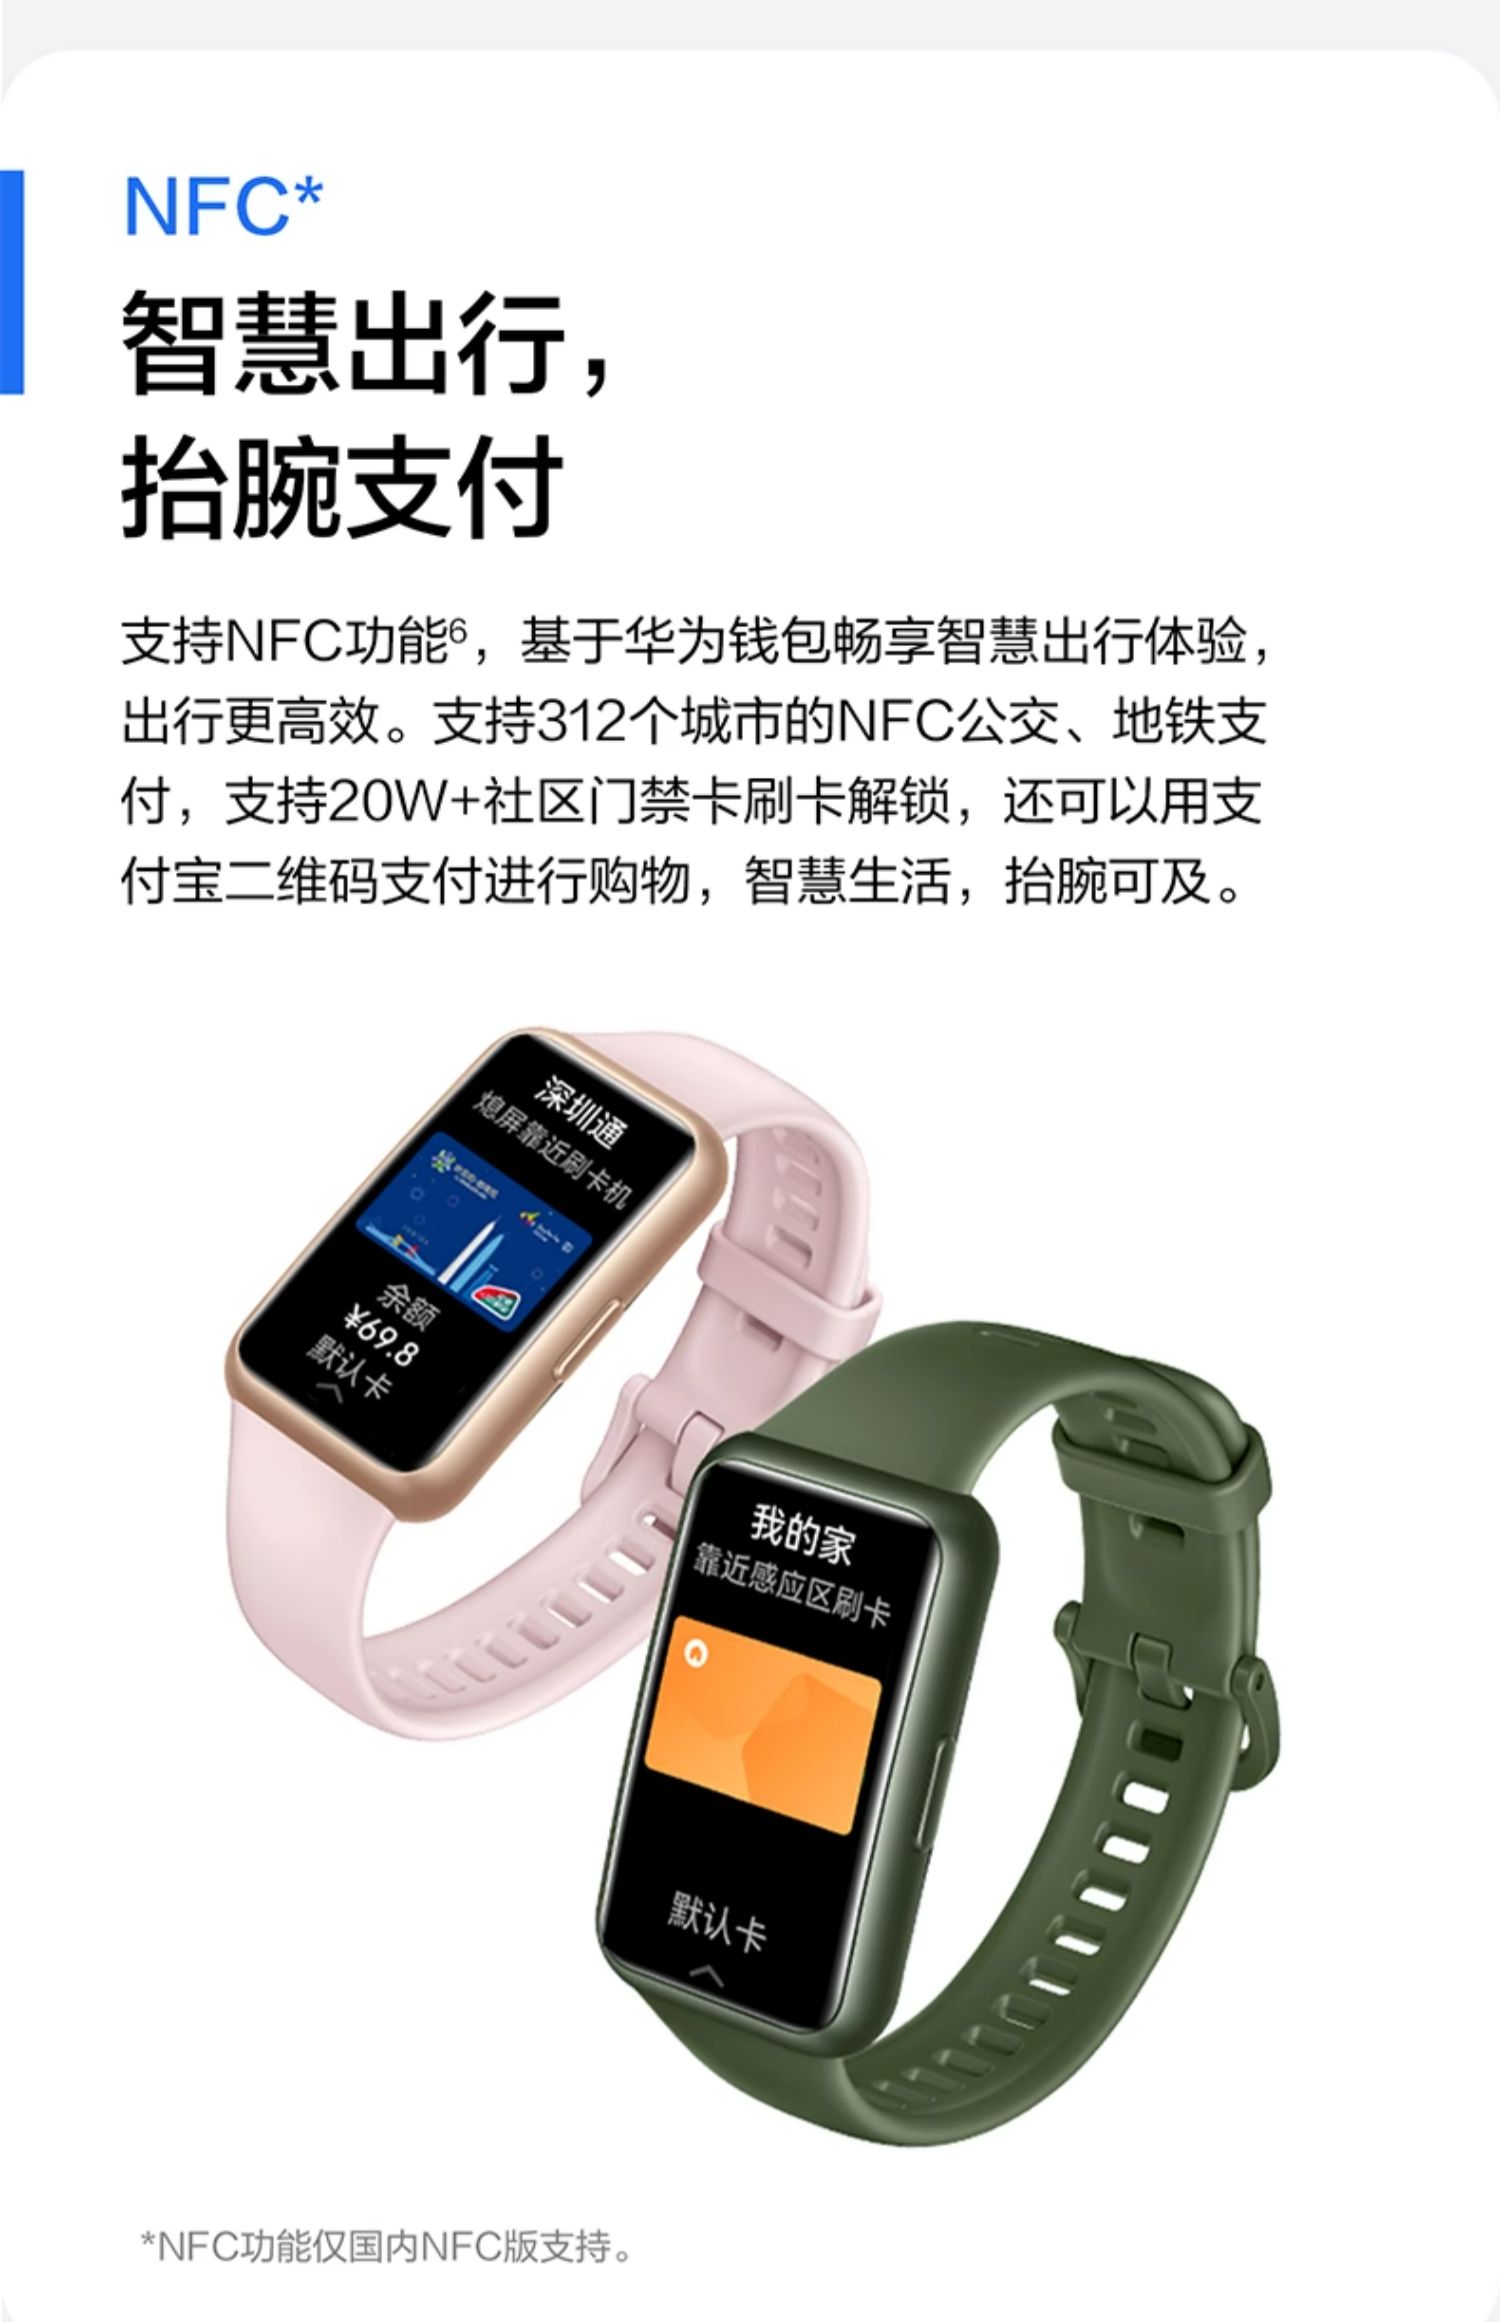 NFC*
智慧出行，
抬腕支付
支持NFC功能6，基于华为钱包畅享智慧出行体验，
出行更高效。支持312个城市的NFC公交、地铁支
付，支持20W+社区门禁卡刷卡解锁，还可以用支
付宝二维码支付进行购物，智慧生活，抬腕可及。
深圳通
熄屏靠近刷卡机
余额
¥69.8
默认卡
我的家
靠近感应区刷卡
默认卡
*NFC功能仅国内NFC版支持。